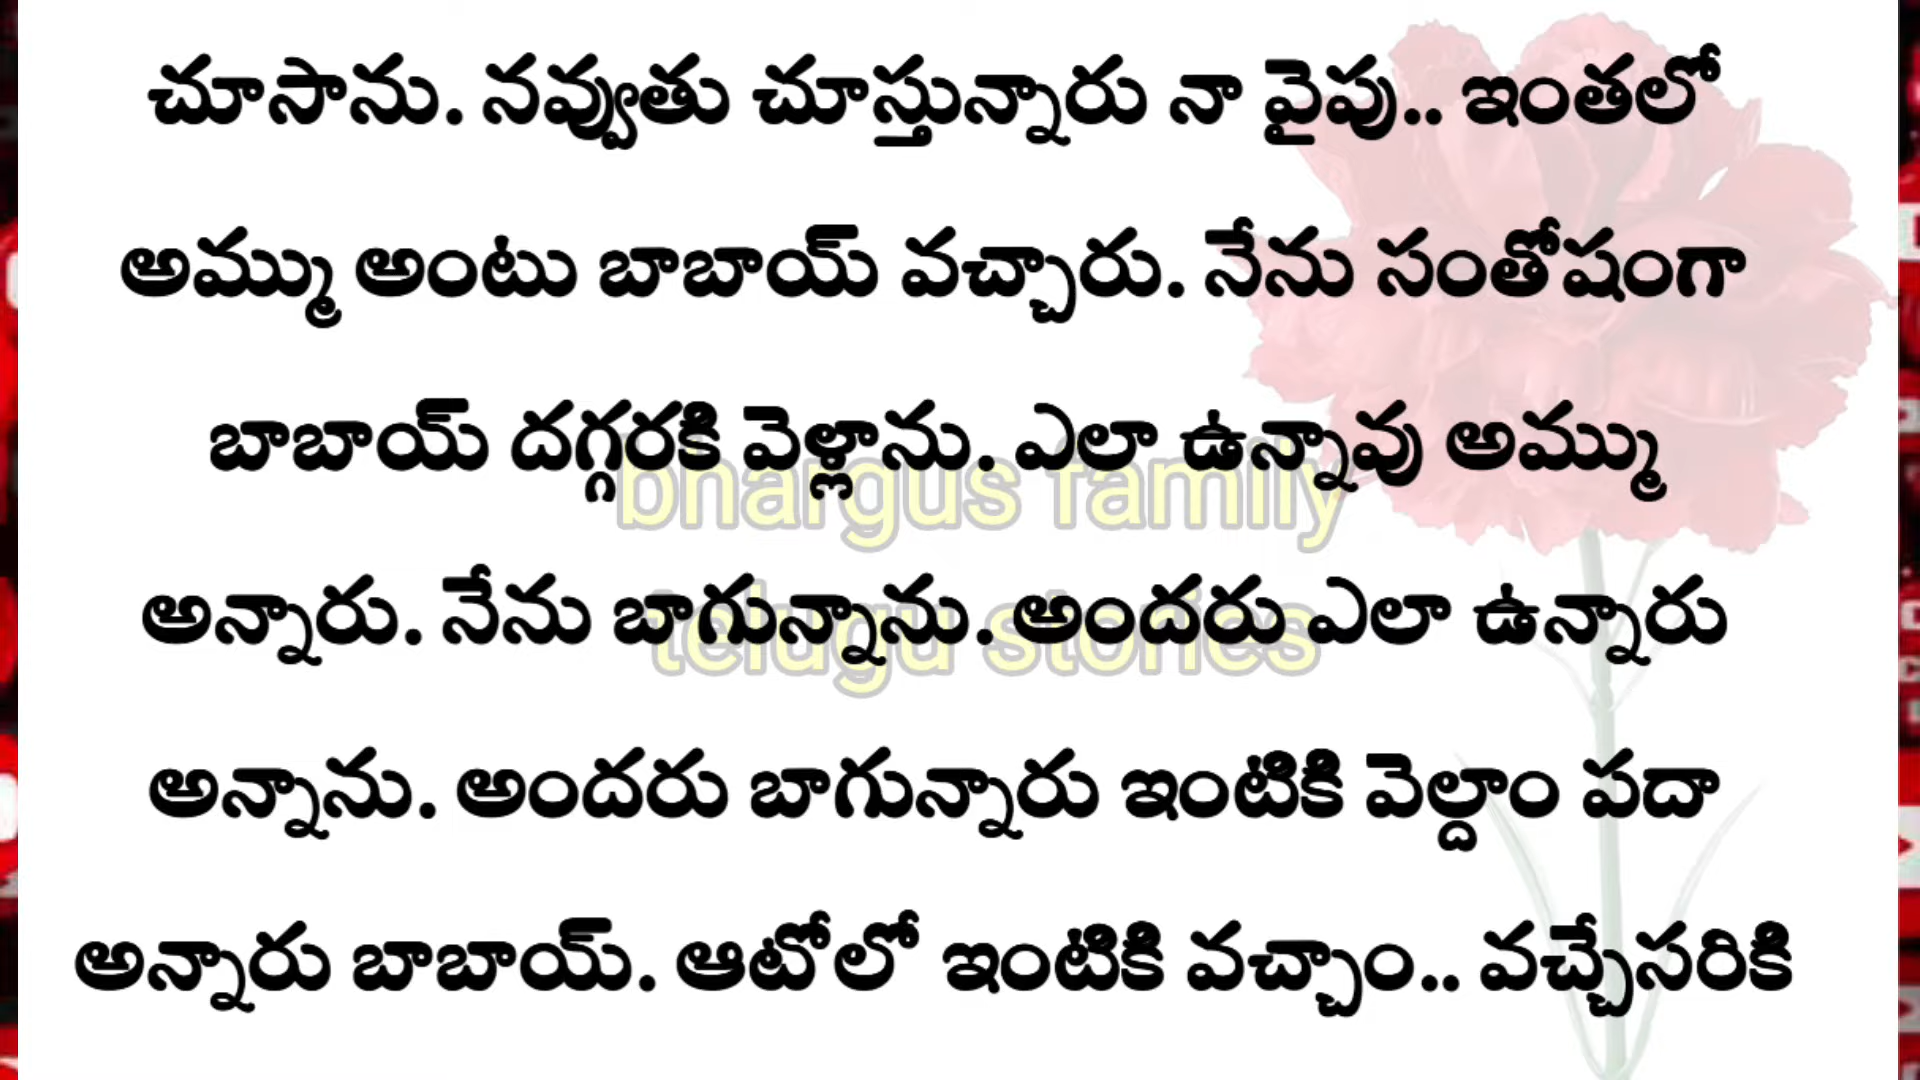 చూసాను. నవ్వుతు చూస్తున్నారు నా వైపు.. ఇంతలో
అమ్ము అంటు బాబాయ్ వచ్చారు. నేను సంతోషంగా
బాబాయ్ దగ్గరకి వెళ్లాను. ఎలా ఉన్నావు అమ్ము
bhargus family
అన్నారు. నేను బాగున్నాను. అందరు ఎలా ఉన్నారు
telugu stories
అన్నాను. అందరు బాగున్నారు ఇంటికి వెల్దాం పదా
అన్నారు బాబాయ్. ఆటోలో ఇంటికి వచ్చాం.. వచ్చేసరికి